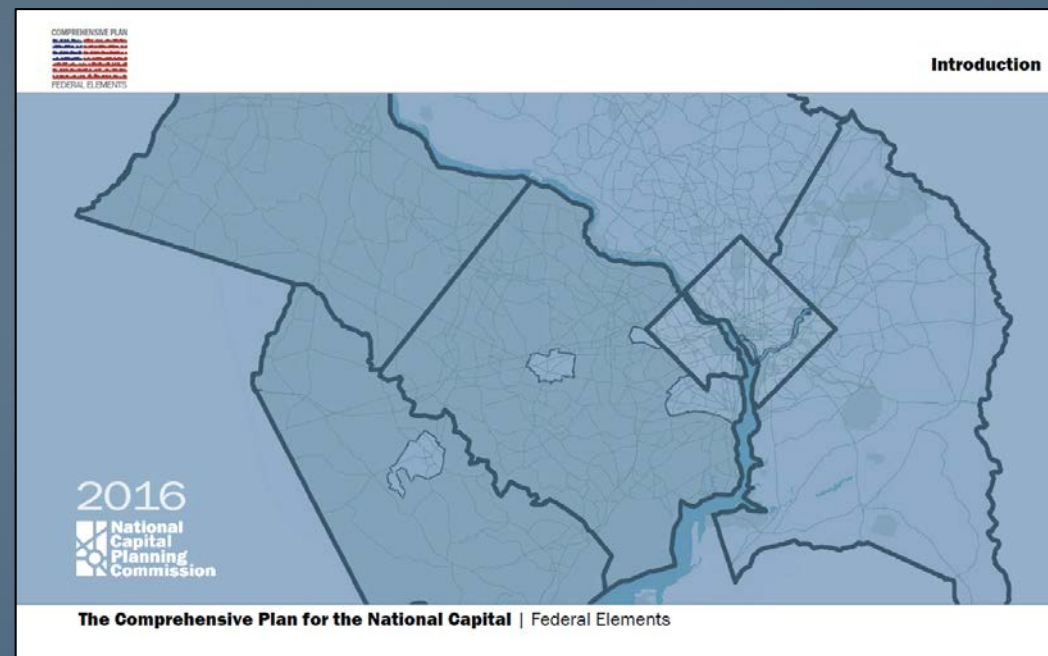 COMPREHENSIVE PLAN
FEDERAL ELEMENTS
Introduction
2016
National
Capital
Planning
Commission
The Comprehensive Plan for the National Capital | Federal Elements